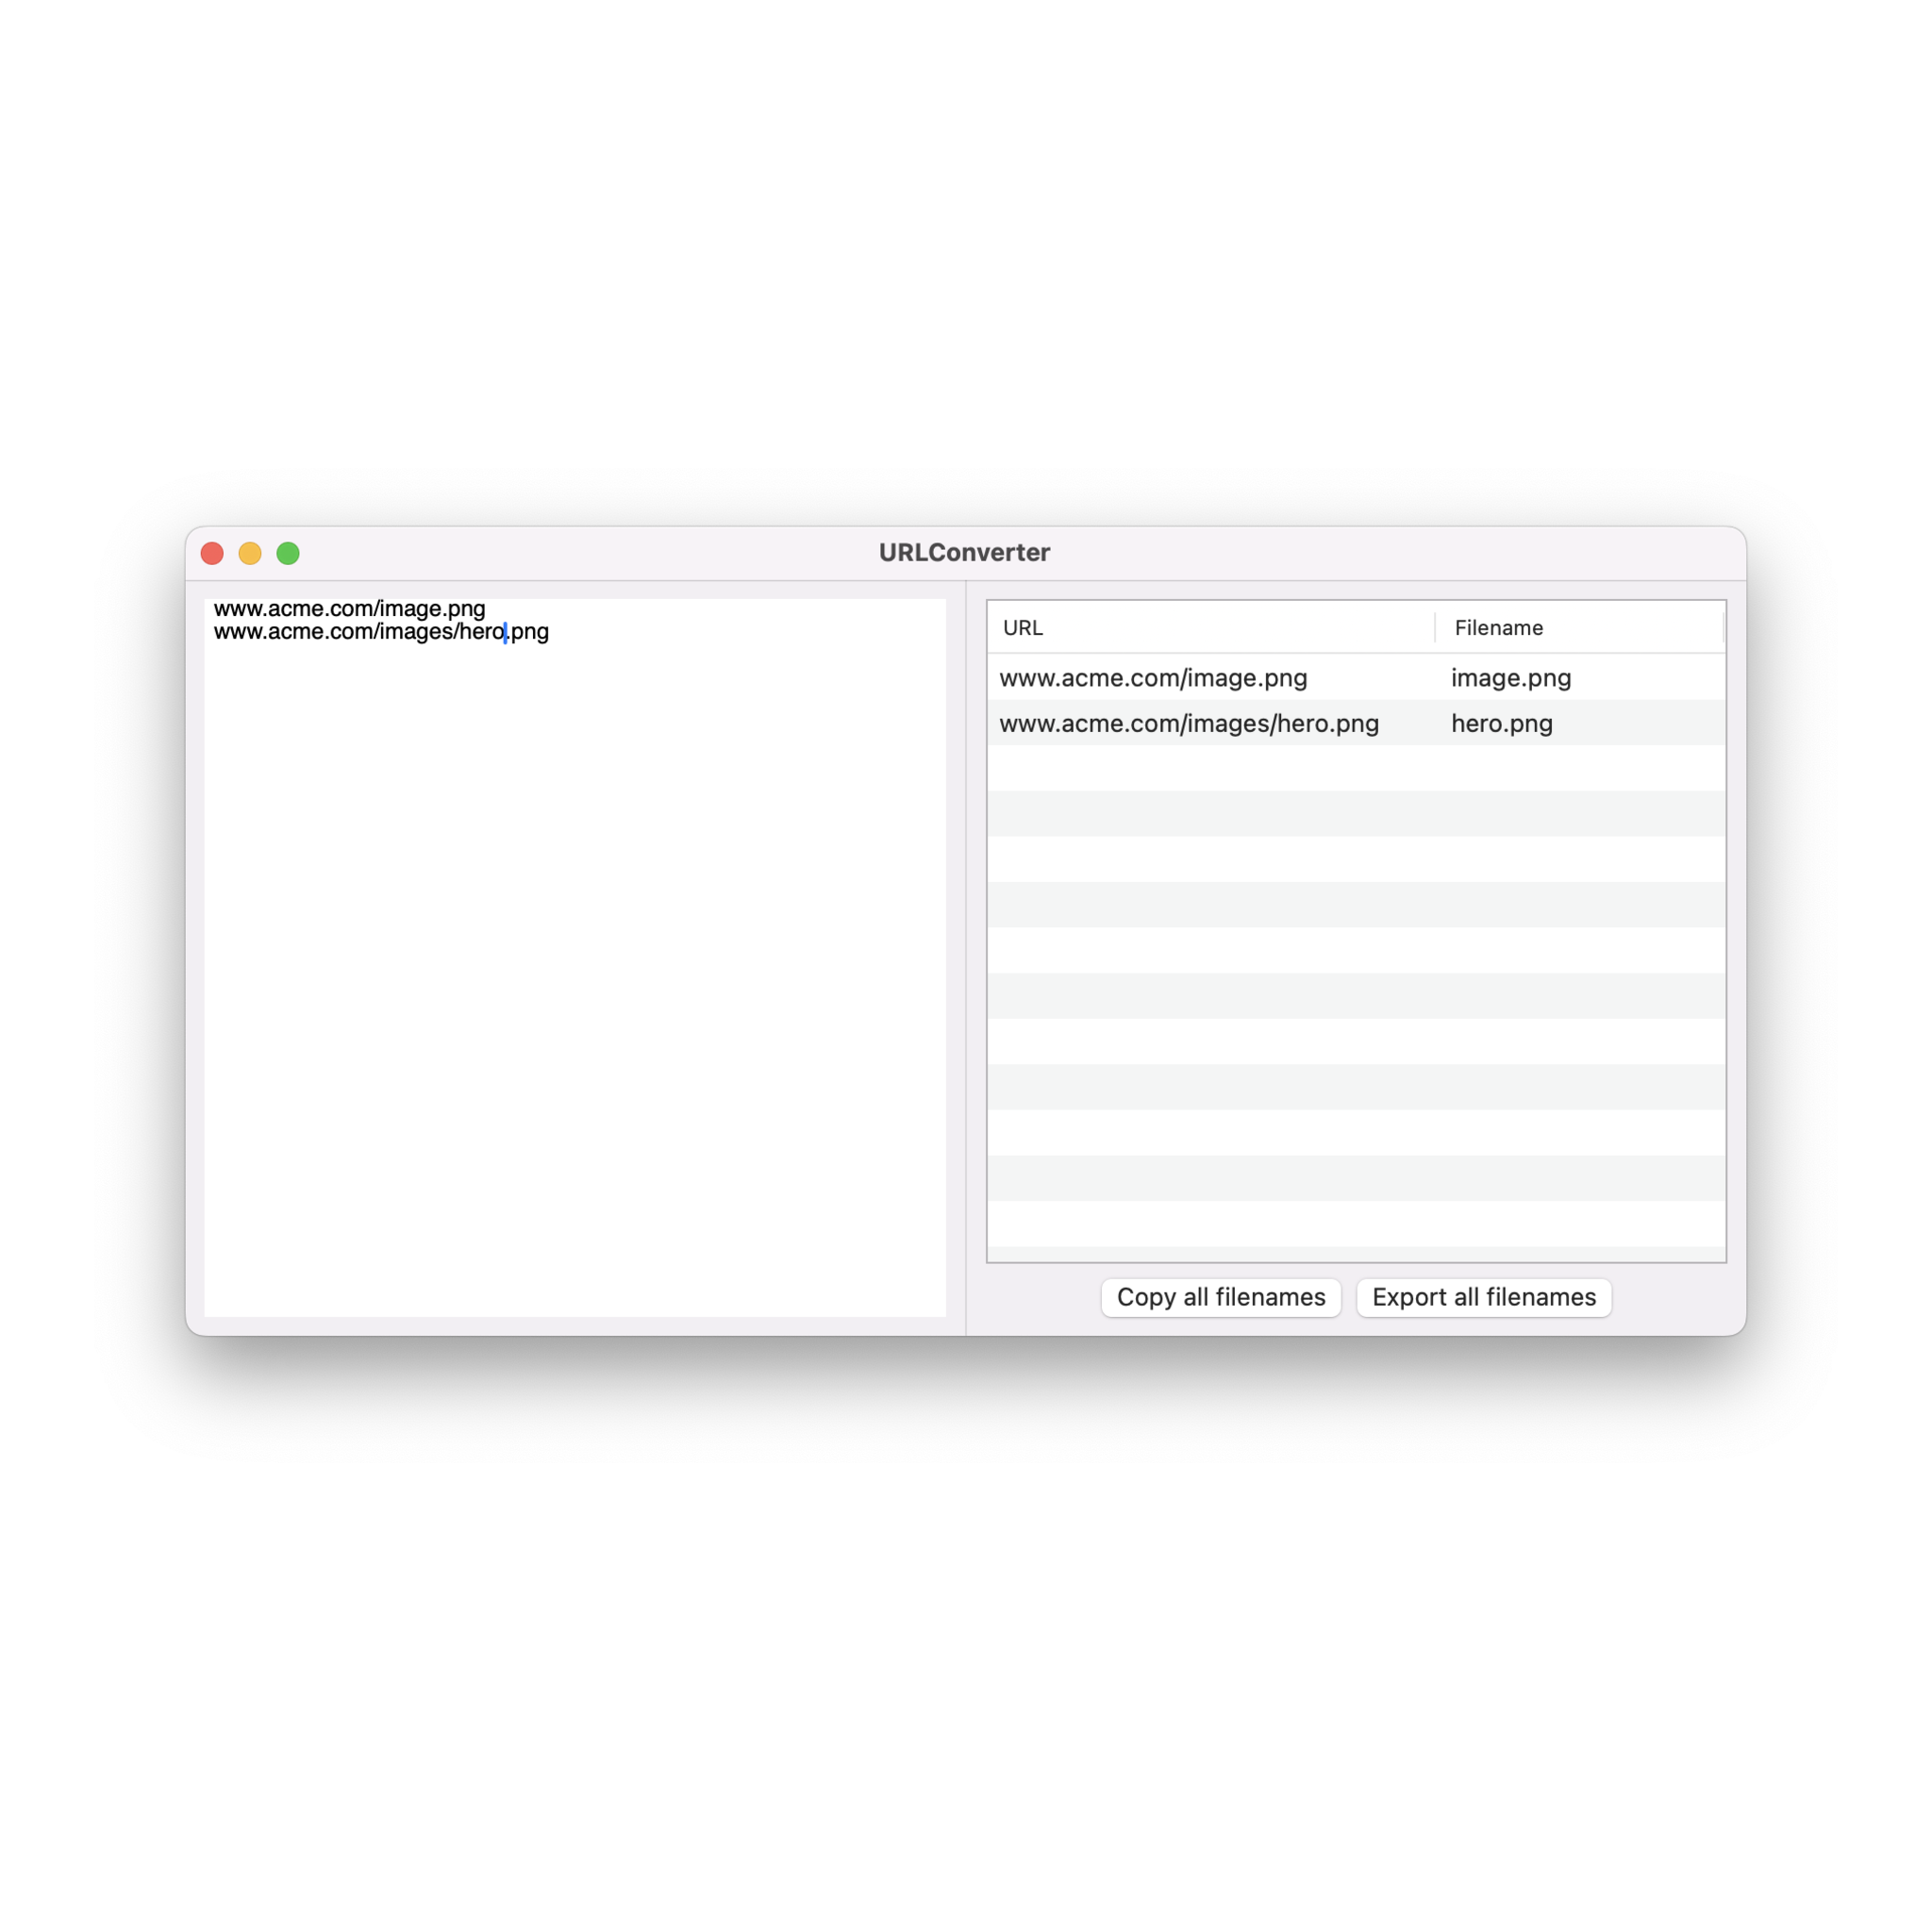 URLConverter
www.acme.com/image.png
www.acme.com/images/hero.png
URL Filename
www.acme.com/image.png image.png
www.acme.com/images/hero.png hero.png
Copy all filenames Export all filenames